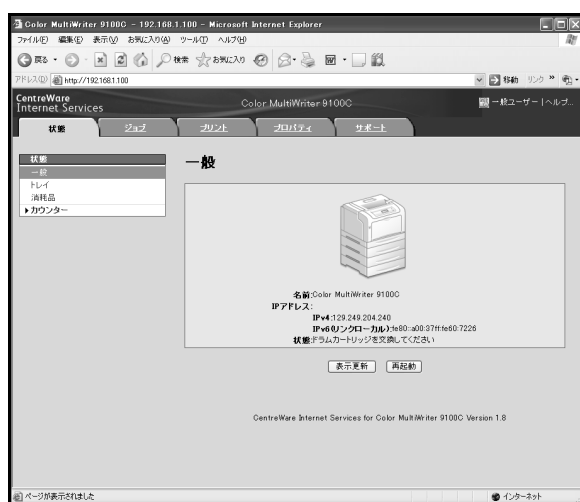 Color MultiWriter 9100C - 192.168.1.100 - Microsoft Internet Explorer
ファイル(F) 編集(E) 表示(V) お気に入り(A) ツール(T) ヘルプ(H)
戻る 検索 お気に入り
アドレス(D) http://192.168.1.100 移動 リンク »
CentreWare
Internet Services
Color MultiWriter 9100C
一般ユーザー | ヘルプ...
状態 ジョブ プリント プロパティ サポート
状態
一般
トレイ
消耗品
カウンター
一般
名前:Color MultiWriter 9100C
IPアドレス:
IPv4:129.249.204.240
IPv6(リンクローカル):fe80::a00:37ff:fe60:7226
状態:ドラムカートリッジを交換してください
表示更新 再起動
CentreWare Internet Services for Color MultiWriter 9100C Version 1.8
ページが表示されました インターネット